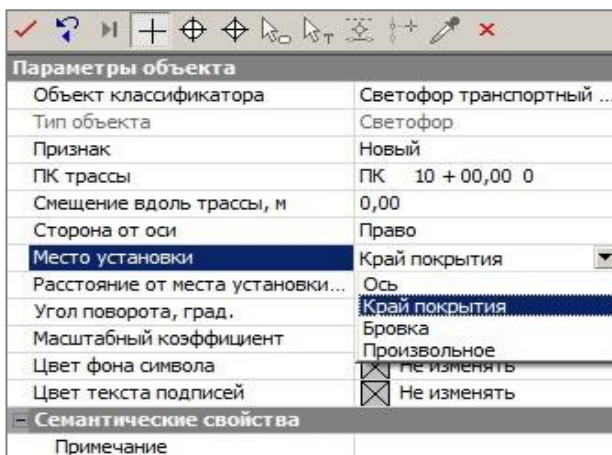 Параметры объекта
Объект классификатора Светофор транспортный ...
Тип объекта Светофор
Признак Новый
ПК трассы ПК 10 + 00,00 0
Смещение вдоль трассы, м 0,00
Сторона от оси Право
Место установки Край покрытия
Расстояние от места установки... Ось
Край покрытия
Угол поворота, град. Бровка
Масштабный коэффициент Произвольное
Цвет фона символа Не изменять
Цвет текста подписей Не изменять
Семантические свойства
Примечание